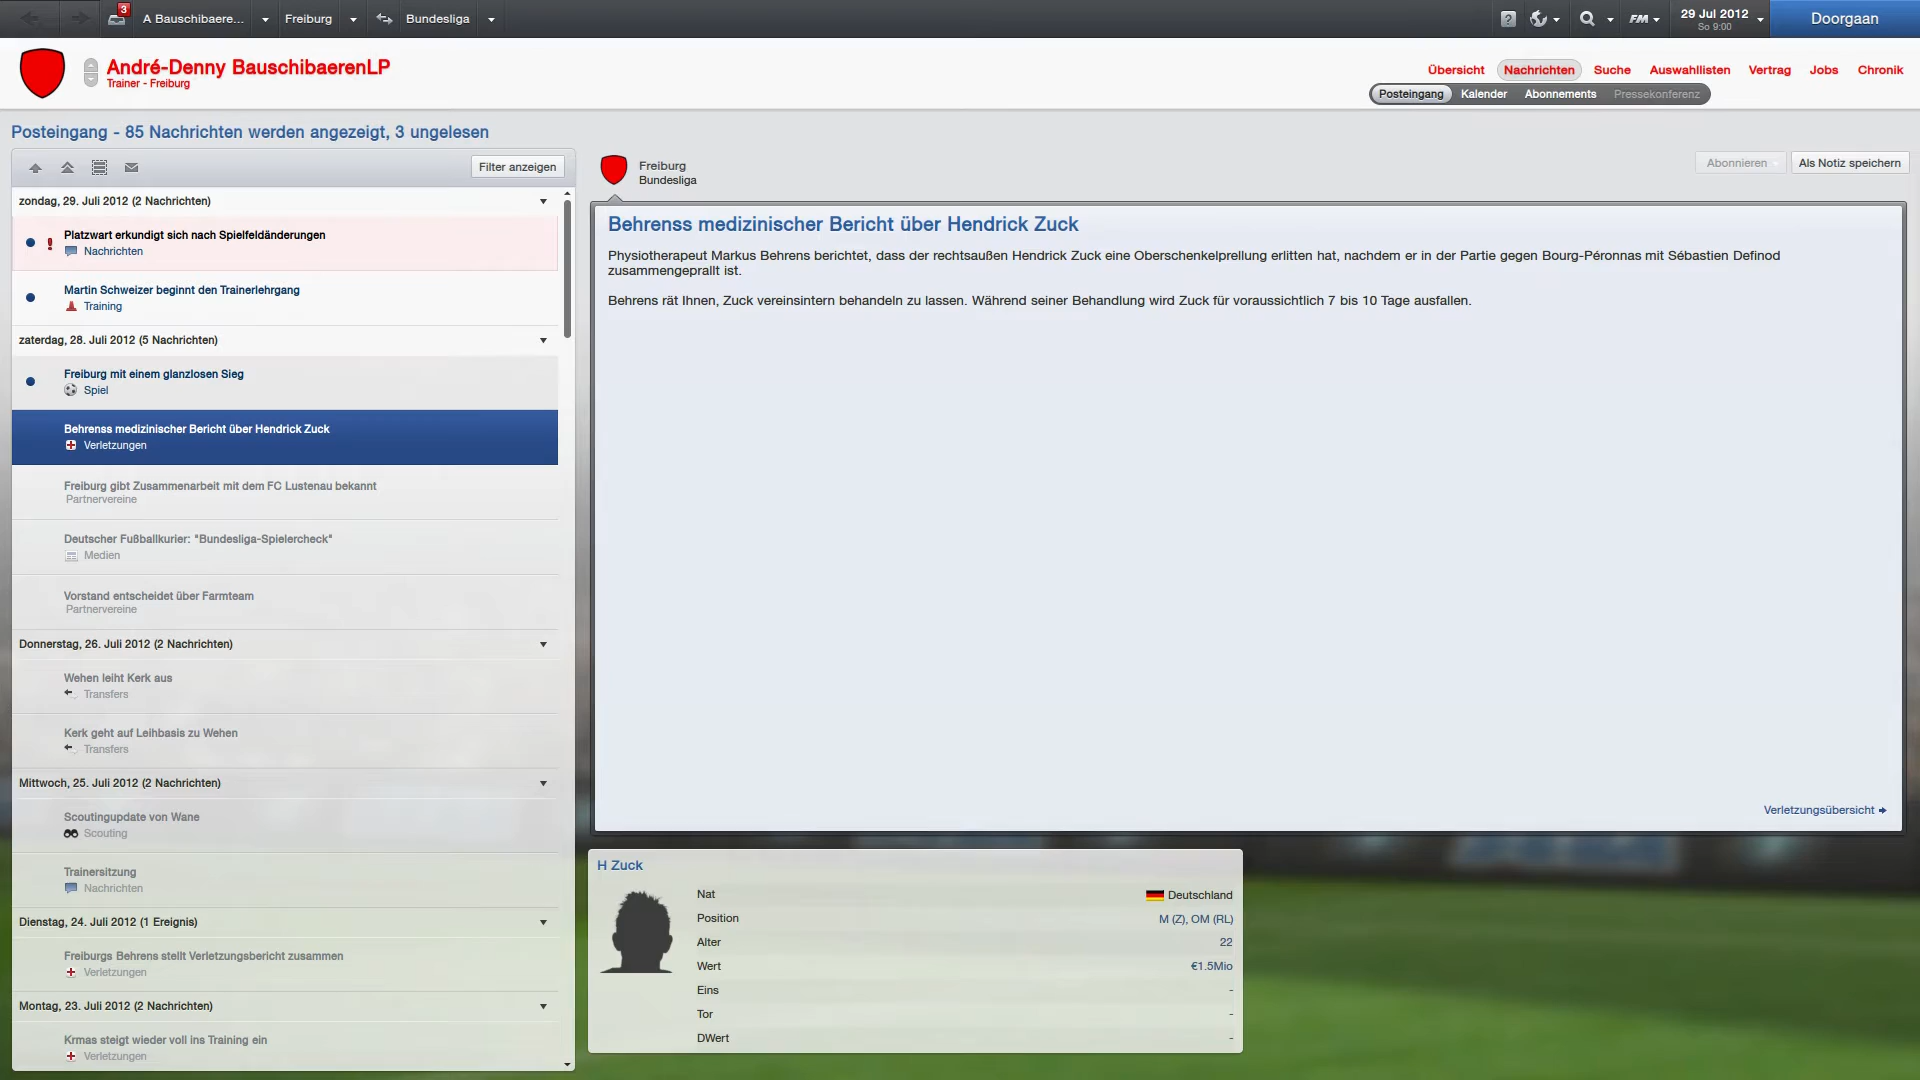 3
A Bauschibaere...
Freiburg
Bundesliga
?
FM
29 Jul 2012
So 9:00
Doorgaan
André-Denny BauschibaerenLP
Trainer - Freiburg
Übersicht
Nachrichten
Suche
Auswahllisten
Vertrag
Jobs
Chronik
Posteingang
Kalender
Abonnements
Pressekonferenz
Posteingang - 85 Nachrichten werden angezeigt, 3 ungelesen
Filter anzeigen
zondag, 29. Juli 2012 (2 Nachrichten)
Platzwart erkundigt sich nach Spielfeldänderungen
Nachrichten
Martin Schweizer beginnt den Trainerlehrgang
Training
zaterdag, 28. Juli 2012 (5 Nachrichten)
Freiburg mit einem glanzlosen Sieg
Spiel
Behrenss medizinischer Bericht über Hendrick Zuck
Verletzungen
Freiburg gibt Zusammenarbeit mit dem FC Lustenau bekannt
Partnervereine
Deutscher Fußballkurier: "Bundesliga-Spielercheck"
Medien
Vorstand entscheidet über Farmteam
Partnervereine
Donnerstag, 26. Juli 2012 (2 Nachrichten)
Wehen leiht Kerk aus
Transfers
Kerk geht auf Leihbasis zu Wehen
Transfers
Mittwoch, 25. Juli 2012 (2 Nachrichten)
Scoutingupdate von Wane
Scouting
Trainersitzung
Nachrichten
Dienstag, 24. Juli 2012 (1 Ereignis)
Freiburgs Behrens stellt Verletzungsbericht zusammen
Verletzungen
Montag, 23. Juli 2012 (2 Nachrichten)
Krmas steigt wieder voll ins Training ein
Verletzungen
Freiburg
Bundesliga
Abonnieren
Als Notiz speichern
Behrenss medizinischer Bericht über Hendrick Zuck
Physiotherapeut Markus Behrens berichtet, dass der rechtsaußen Hendrick Zuck eine Oberschenkelprellung erlitten hat, nachdem er in der Partie gegen Bourg-Péronnas mit Sébastien Definod
zusammengeprallt ist.
Behrens rät Ihnen, Zuck vereinsintern behandeln zu lassen. Während seiner Behandlung wird Zuck für voraussichtlich 7 bis 10 Tage ausfallen.
Verletzungsübersicht
H Zuck
Nat Deutschland
Position M (Z), OM (RL)
Alter 22
Wert €1.5Mio
Eins -
Tor -
DWert -